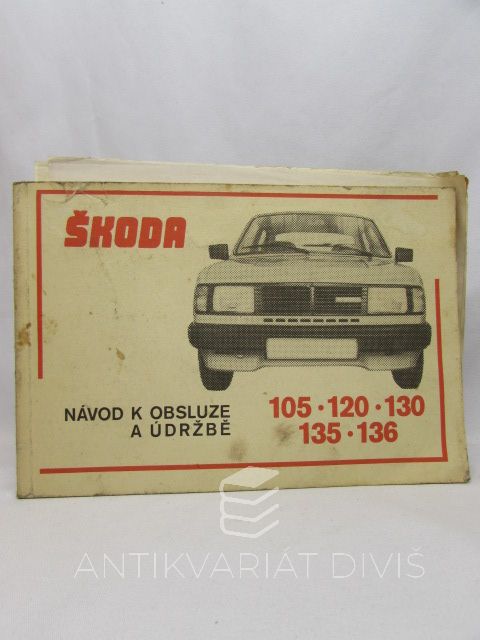 ŠKODA
NÁVOD K OBSLUZE
A ÚDRŽBĚ
105 · 120 · 130
135 · 136
ANTIKVARIÁT DIVIŠ